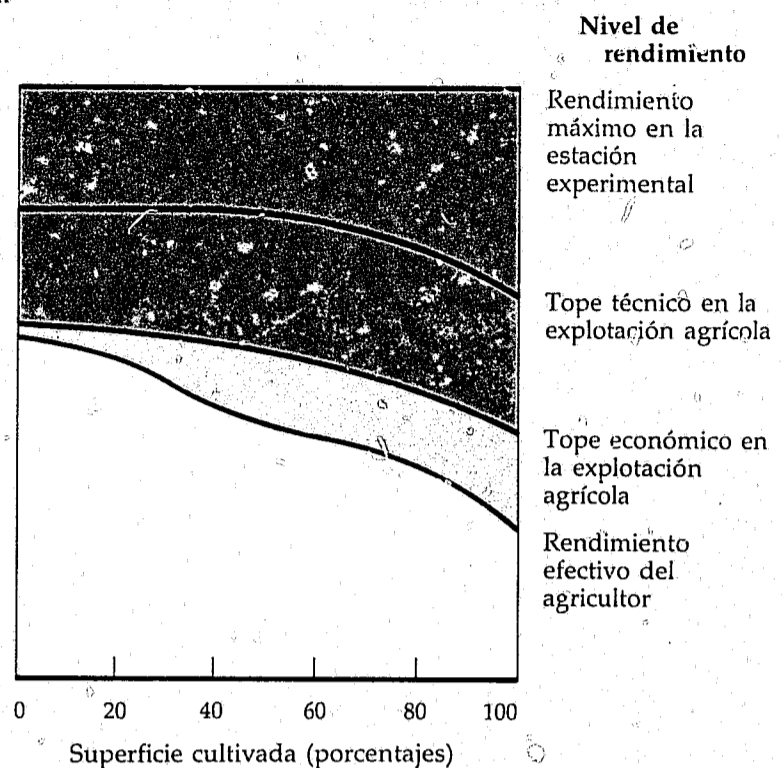 Nivel de
rendimiento
Rendimiento
máximo en la
estación
experimental
Tope técnico en la
explotación agrícola
Tope económico en
la explotación
agrícola
Rendimiento
efectivo del
agricultor
0 20 40 60 80 100
Superficie cultivada (porcentajes)